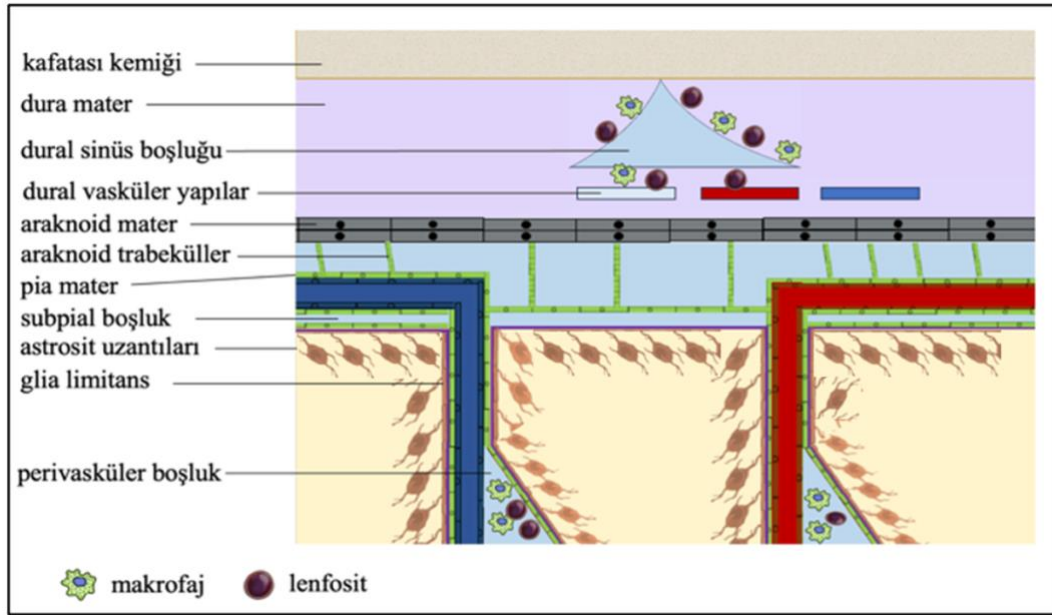 kafatası kemiği
dura mater
dural sinüs boşluğu
dural vasküler yapılar
araknoid mater
araknoid trabeküller
pia mater
subpial boşluk
astrosit uzantıları
glia limitans
perivasküler boşluk
makrofaj
lenfosit